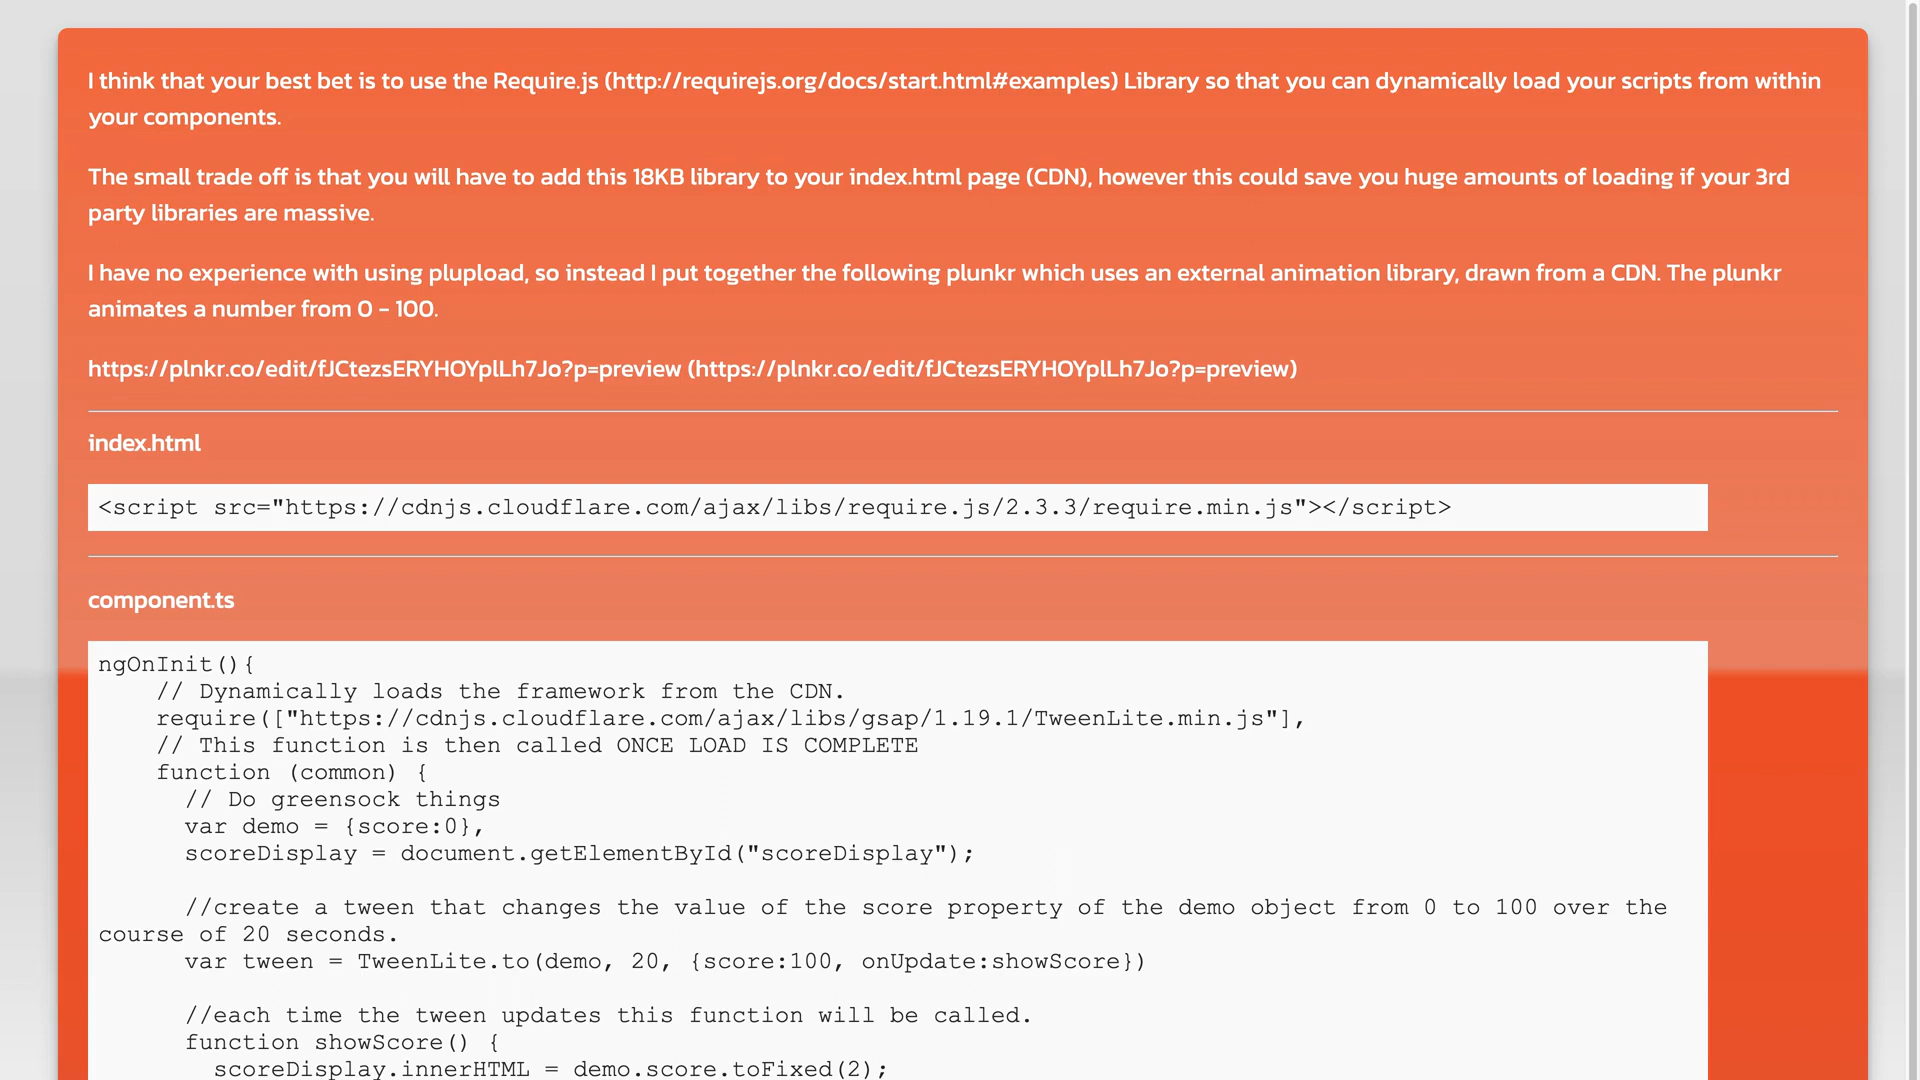 I think that your best bet is to use the Require.js (http://requirejs.org/docs/start.html#examples) Library so that you can dynamically load your scripts from within
your components.
The small trade off is that you will have to add this 18KB library to your index.html page (CDN), however this could save you huge amounts of loading if your 3rd
party libraries are massive.
I have no experience with using plupload, so instead I put together the following plunkr which uses an external animation library, drawn from a CDN. The plunkr
animates a number from 0 - 100.
https://plnkr.co/edit/fJCtezsERYHOYplLh7Jo?p=preview (https://plnkr.co/edit/fJCtezsERYHOYplLh7Jo?p=preview)
index.html
<script src="https://cdnjs.cloudflare.com/ajax/libs/require.js/2.3.3/require.min.js"></script>
component.ts
ngOnInit(){
    // Dynamically loads the framework from the CDN.
    require(["https://cdnjs.cloudflare.com/ajax/libs/gsap/1.19.1/TweenLite.min.js"],
    // This function is then called ONCE LOAD IS COMPLETE
    function (common) {
      // Do greensock things
      var demo = {score:0},
      scoreDisplay = document.getElementById("scoreDisplay");
      //create a tween that changes the value of the score property of the demo object from 0 to 100 over the
course of 20 seconds.
      var tween = TweenLite.to(demo, 20, {score:100, onUpdate:showScore})
      //each time the tween updates this function will be called.
      function showScore() {
        scoreDisplay.innerHTML = demo.score.toFixed(2);